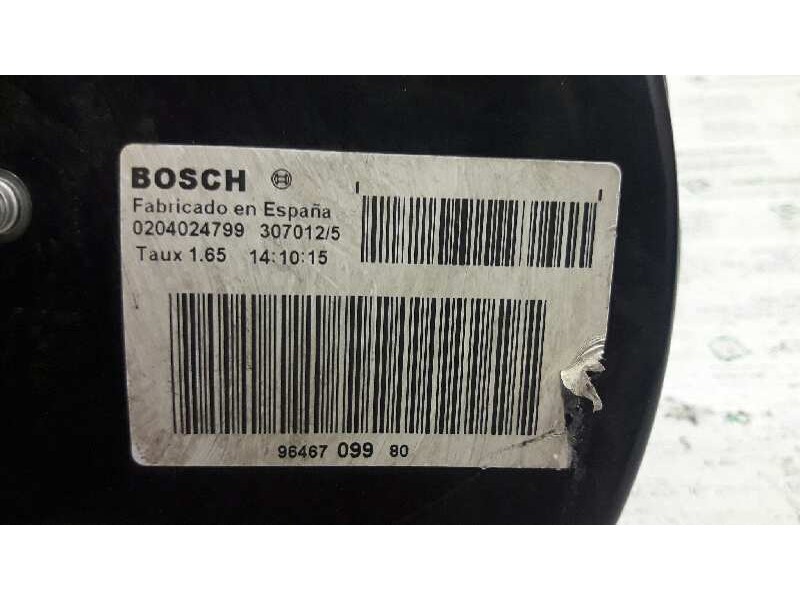 BOSCH
Fabricado en España
0204024799 307012/5
Taux 1.65 14:10:15
96467 099 80